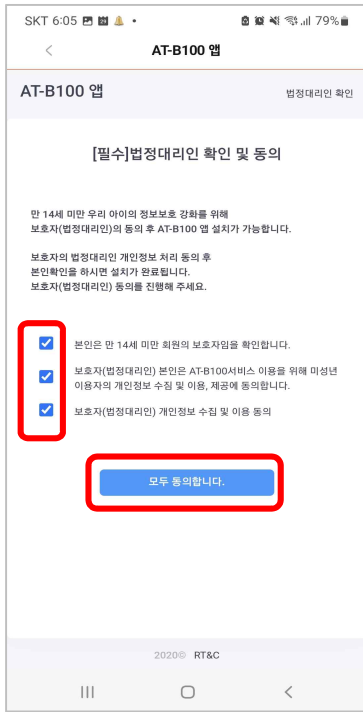 SKT 6:05 79%
AT-B100 앱
AT-B100 앱 법정대리인 확인
[필수]법정대리인 확인 및 동의
만 14세 미만 우리 아이의 정보보호 강화를 위해
보호자(법정대리인)의 동의 후 AT-B100 앱 설치가 가능합니다.
보호자의 법정대리인 개인정보 처리 동의 후
본인확인을 하시면 설치가 완료됩니다.
보호자(법정대리인) 동의를 진행해 주세요.
본인은 만 14세 미만 회원의 보호자임을 확인합니다.
보호자(법정대리인) 본인은 AT-B100서비스 이용을 위해 미성년
이용자의 개인정보 수집 및 이용, 제공에 동의합니다.
보호자(법정대리인) 개인정보 수집 및 이용 동의
모두 동의합니다.
2020© RT&C